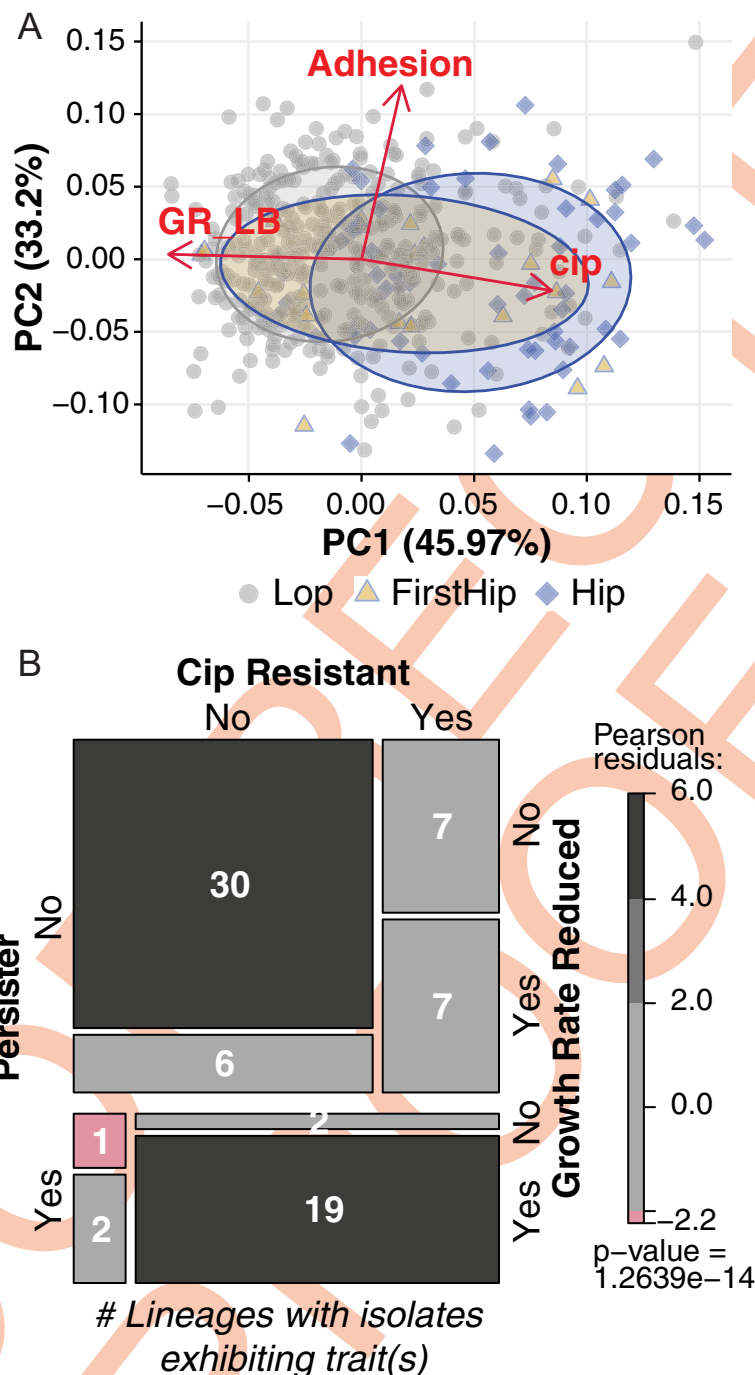 A
0.15
0.10
0.05
0.00
−0.05
−0.10
PC2 (33.2%)
Adhesion
GR_LB
cip
−0.05 0.00 0.05 0.10 0.15
PC1 (45.97%)
Lop FirstHip Hip
B
Cip Resistant
No Yes
Persister
No
Yes
30
7
7
6
1
2
2
19
No
Yes
No
Yes
Growth Rate Reduced
Pearson
residuals:
6.0
4.0
2.0
0.0
−2.2
p−value =
1.2639e−14
# Lineages with isolates
exhibiting trait(s)